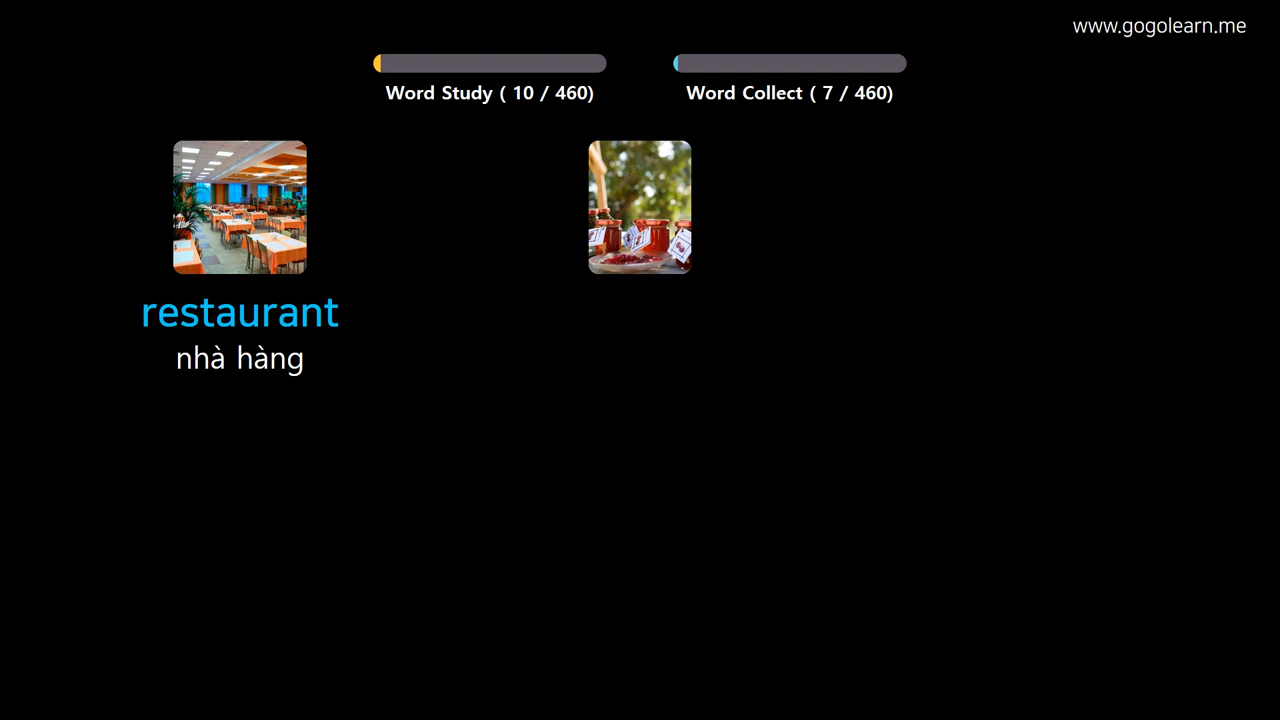 www.gogolearn.me
Word Study ( 10 / 460)
Word Collect ( 7 / 460)
restaurant
nhà hàng